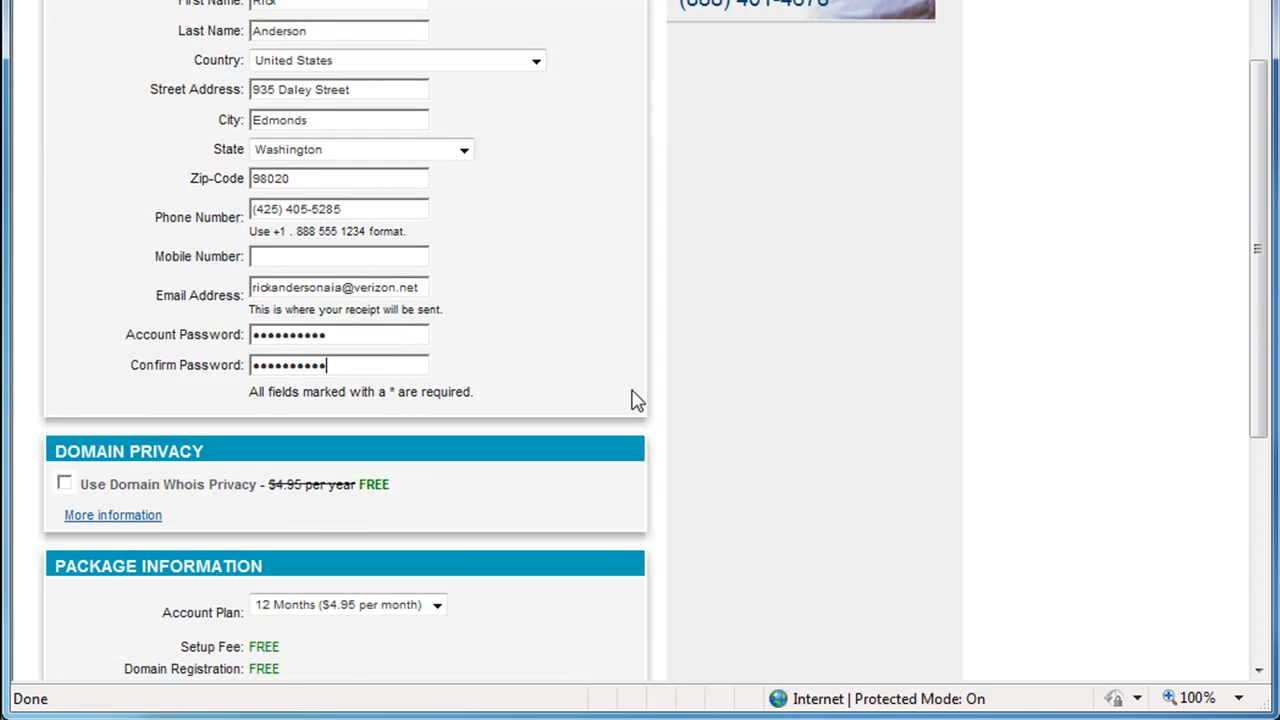 First Name: Rick
Last Name: Anderson
Country: United States
Street Address: 935 Daley Street
City: Edmonds
State Washington
Zip-Code 98020
Phone Number: (425) 405-5285
Use +1 . 888 555 1234 format.
Mobile Number:
Email Address: rickandersonaia@verizon.net
This is where your receipt will be sent.
Account Password: ••••••••••
Confirm Password: ••••••••••
All fields marked with a * are required.
DOMAIN PRIVACY
Use Domain Whois Privacy - $4.95 per year FREE
More information
PACKAGE INFORMATION
Account Plan: 12 Months ($4.95 per month)
Setup Fee: FREE
Domain Registration: FREE
Done
Internet | Protected Mode: On
100%